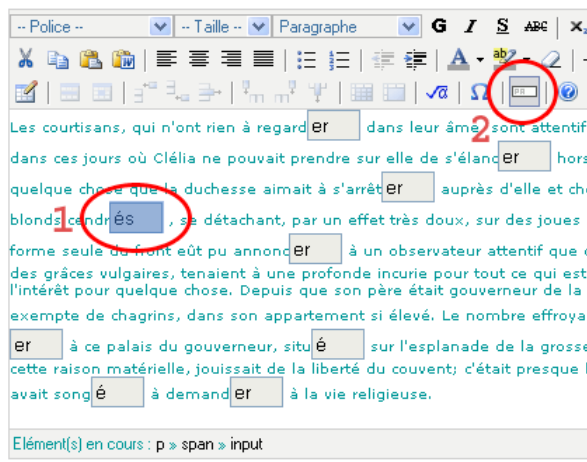 -- Police -- -- Taille -- Paragraphe G I S ABC x
ab A
Ω
Les courtisans, qui n'ont rien à regard er dans leur âme, sont attentif
2
dans ces jours où Clélia ne pouvait prendre sur elle de s'élanc er hors
quelque chose que la duchesse aimait à s'arrêt er auprès d'elle et ch
1
blonds cendr és , se détachant, par un effet très doux, sur des joues
forme seule du front eût pu annonc er à un observateur attentif que
des grâces vulgaires, tenaient à une profonde incurie pour tout ce qui est
l'intérêt pour quelque chose. Depuis que son père était gouverneur de la
exempte de chagrins, dans son appartement si élevé. Le nombre effroya
er à ce palais du gouverneur, situ é sur l'esplanade de la grosse
cette raison matérielle, jouissait de la liberté du couvent; c'était presque
avait song é à demand er à la vie religieuse.
Elément(s) en cours : p » span » input